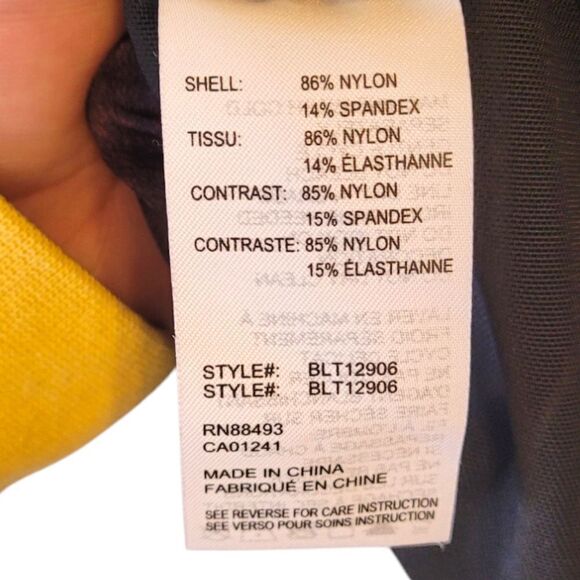 SHELL: 86% NYLON
14% SPANDEX
TISSU: 86% NYLON
14% ÉLASTHANNE
CONTRAST: 85% NYLON
15% SPANDEX
CONTRASTE: 85% NYLON
15% ÉLASTHANNE
STYLE#: BLT12906
STYLE#: BLT12906
RN88493
CA01241
MADE IN CHINA
FABRIQUÉ EN CHINE
SEE REVERSE FOR CARE INSTRUCTION
SEE VERSO POUR SOINS INSTRUCTION